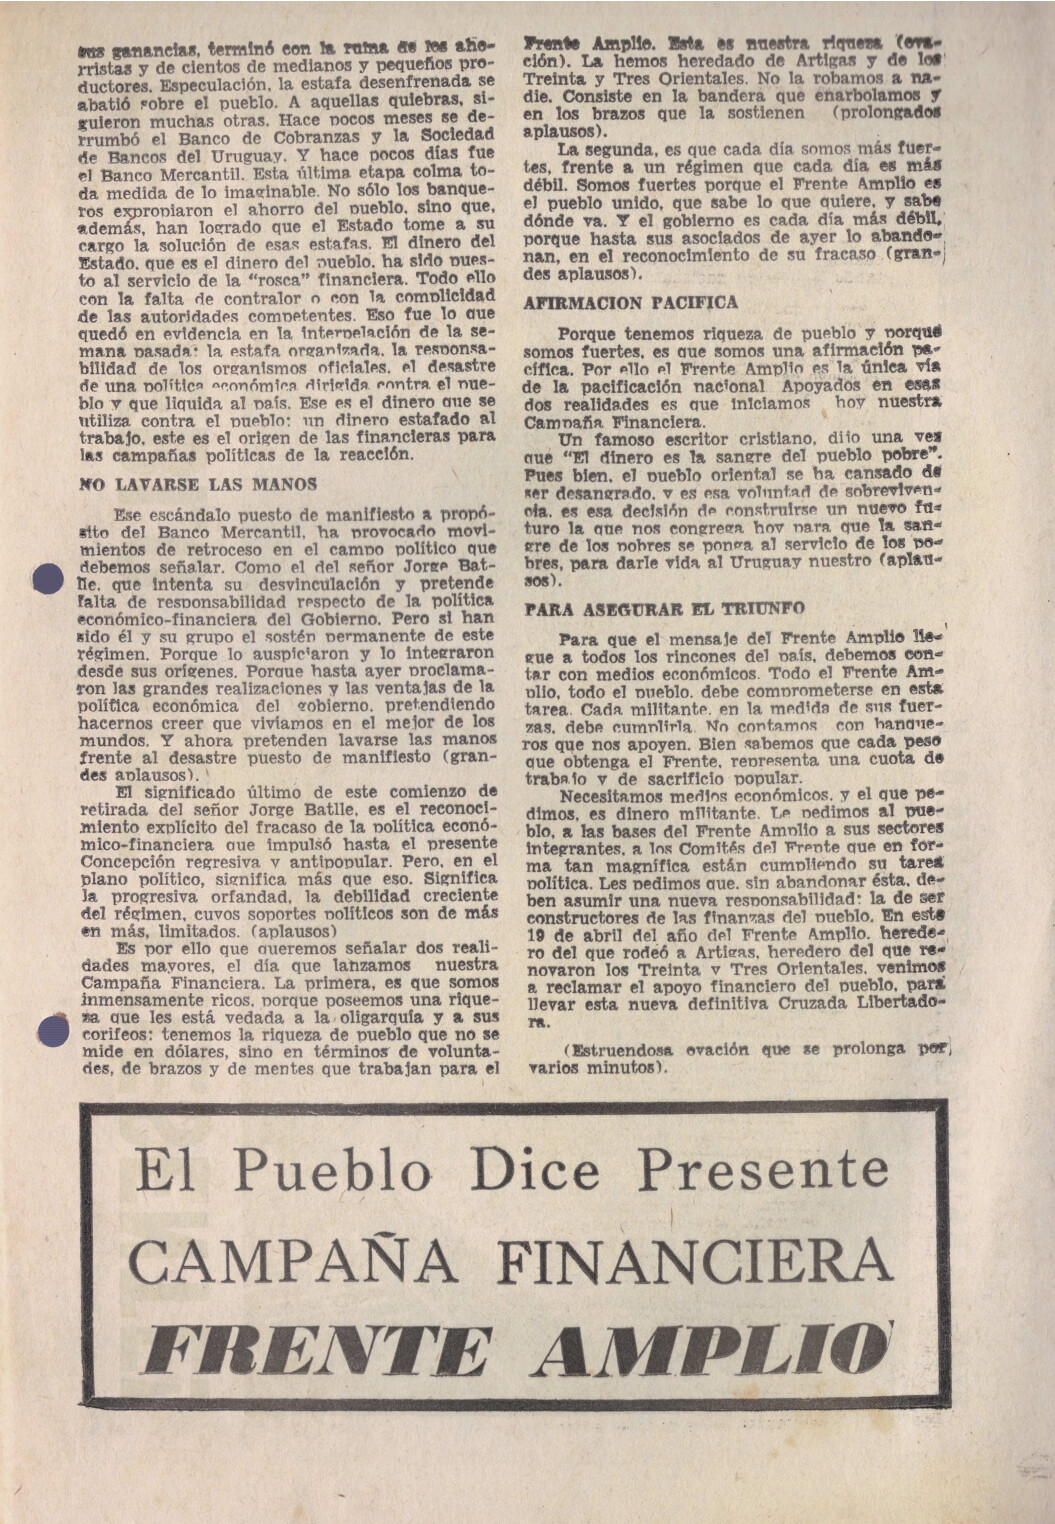 sus ganancias, terminó con la ruina de los aho-
rristas y de cientos de medianos y pequeños pro-
ductores. Especulación, la estafa desenfrenada se
abatió sobre el pueblo. A aquellas quiebras, si-
guieron muchas otras. Hace pocos meses se de-
rrumbó el Banco de Cobranzas y la Sociedad
de Bancos del Uruguay. Y hace pocos días fue
el Banco Mercantil. Esta última etapa colma to-
da medida de lo imaginable. No sólo los banque-
ros expropiaron el ahorro del pueblo, sino que,
además, han logrado que el Estado tome a su
cargo la solución de esas estafas. El dinero del
Estado, que es el dinero del pueblo, ha sido pues-
to al servicio de la "rosca" financiera. Todo ello
con la falta de contralor o con la complicidad
de las autoridades competentes. Eso fue lo que
quedó en evidencia en la interpelación de la se-
mana pasada: la estafa organizada, la responsa-
bilidad de los organismos oficiales, el desastre
de una política económica dirigida contra el pue-
blo y que liquida al país. Ese es el dinero que se
utiliza contra el pueblo: un dinero estafado al
trabajo, este es el origen de las financieras para
las campañas políticas de la reacción.
NO LAVARSE LAS MANOS
Ese escándalo puesto de manifiesto a propó-
sito del Banco Mercantil, ha provocado movi-
mientos de retroceso en el campo político que
debemos señalar. Como el del señor Jorge Bat-
lle, que intenta su desvinculación y pretende
falta de responsabilidad respecto de la política
económico-financiera del Gobierno. Pero si han
sido él y su grupo el sostén permanente de este
régimen. Porque lo auspiciaron y lo integraron
desde sus orígenes. Porque hasta ayer proclama-
ron las grandes realizaciones y las ventajas de la
política económica del gobierno, pretendiendo
hacernos creer que vivíamos en el mejor de los
mundos. Y ahora pretenden lavarse las manos
frente al desastre puesto de manifiesto (gran-
des aplausos).
El significado último de este comienzo de
retirada del señor Jorge Batlle, es el reconoci-
miento explícito del fracaso de la política econó-
mico-financiera que impulsó hasta el presente
Concepción regresiva y antipopular. Pero, en el
plano político, significa más que eso. Significa
la progresiva orfandad, la debilidad creciente
del régimen, cuyos soportes políticos son de más
en más, limitados. (aplausos)
Es por ello que queremos señalar dos reali-
dades mayores, el día que lanzamos nuestra
Campaña Financiera. La primera, es que somos
inmensamente ricos, porque poseemos una rique-
za que les está vedada a la oligarquía y a sus
corifeos: tenemos la riqueza de pueblo que no se
mide en dólares, sino en términos de volunta-
des, de brazos y de mentes que trabajan para el
Frente Amplio. Esta es nuestra riqueza (ova-
ción). La hemos heredado de Artigas y de los
Treinta y Tres Orientales. No la robamos a na-
die. Consiste en la bandera que enarbolamos y
en los brazos que la sostienen (prolongados
aplausos).
La segunda, es que cada día somos más fuer-
tes, frente a un régimen que cada día es más
débil. Somos fuertes porque el Frente Amplio es
el pueblo unido, que sabe lo que quiere, y sabe
dónde va. Y el gobierno es cada día más débil,
porque hasta sus asociados de ayer lo abando-
nan, en el reconocimiento de su fracaso (gran-
des aplausos).
AFIRMACION PACIFICA
Porque tenemos riqueza de pueblo y porque
somos fuertes, es que somos una afirmación pa-
cífica. Por ello el Frente Amplio es la única vía
de la pacificación nacional Apoyados en esas
dos realidades es que iniciamos hoy nuestra
Campaña Financiera.
Un famoso escritor cristiano, dijo una vez
que "El dinero es la sangre del pueblo pobre".
Pues bien, el pueblo oriental se ha cansado de
ser desangrado, y es esa voluntad de sobreviven-
cia, es esa decisión de construirse un nuevo fu-
turo la que nos congrega hoy para que la san-
gre de los pobres se ponga al servicio de los po-
bres, para darle vida al Uruguay nuestro (aplau-
sos).
PARA ASEGURAR EL TRIUNFO
Para que el mensaje del Frente Amplio lle-
gue a todos los rincones del país, debemos con-
tar con medios económicos. Todo el Frente Am-
plio, todo el pueblo, debe comprometerse en esta
tarea. Cada militante, en la medida de sus fuer-
zas, debe cumplirla. No contamos con banque-
ros que nos apoyen. Bien sabemos que cada peso
que obtenga el Frente, representa una cuota de
trabajo y de sacrificio popular.
Necesitamos medios económicos, y el que pe-
dimos, es dinero militante. Le pedimos al pue-
blo, a las bases del Frente Amplio a sus sectores
integrantes, a los Comités del Frente que en for-
ma tan magnífica están cumpliendo su tarea
política. Les pedimos que, sin abandonar ésta, de-
ben asumir una nueva responsabilidad: la de ser
constructores de las finanzas del pueblo. En este
19 de abril del año del Frente Amplio, herede-
ro del que rodeó a Artigas, heredero del que re-
novaron los Treinta y Tres Orientales, venimos
a reclamar el apoyo financiero del pueblo, para
llevar esta nueva definitiva Cruzada Libertado-
ra.
(Estruendosa ovación que se prolonga por
varios minutos).
El Pueblo Dice Presente
CAMPAÑA FINANCIERA
FRENTE AMPLIO